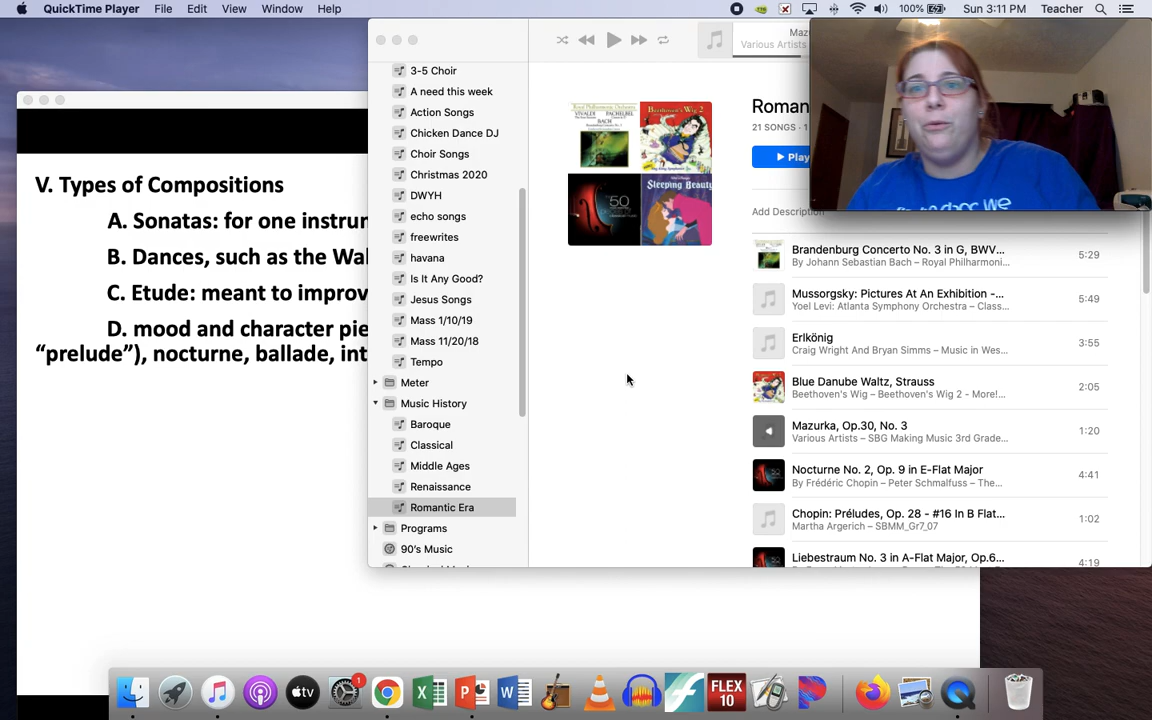 QuickTime Player File Edit View Window Help 100% Sun 3:11 PM Teacher
V. Types of Compositions
A. Sonatas: for one instrum
B. Dances, such as the Wal
C. Etude: meant to improv
D. mood and character pie
“prelude”), nocturne, ballade, int
3-5 Choir
A need this week
Action Songs
Chicken Dance DJ
Choir Songs
Christmas 2020
DWYH
echo songs
freewrites
havana
Is It Any Good?
Jesus Songs
Mass 1/10/19
Mass 11/20/18
Tempo
Meter
Music History
Baroque
Classical
Middle Ages
Renaissance
Romantic Era
Programs
90's Music
Maz
Various Artists
VIVALDI
PACHELBEL
BACH
Beethoven's Wig 2
50
Sleeping Beauty
Roman
21 SONGS · 1
Play
Add Description
Brandenburg Concerto No. 3 in G, BWV...
By Johann Sebastian Bach – Royal Philharmoni...
5:29
Mussorgsky: Pictures At An Exhibition -...
Yoel Levi: Atlanta Symphony Orchestra – Class...
5:49
Erlkönig
Craig Wright And Bryan Simms – Music in Wes...
3:55
Blue Danube Waltz, Strauss
Beethoven's Wig – Beethoven's Wig 2 - More!...
2:05
Mazurka, Op.30, No. 3
Various Artists – SBG Making Music 3rd Grade...
1:20
Nocturne No. 2, Op. 9 in E-Flat Major
By Frédéric Chopin – Peter Schmalfuss – The...
4:41
Chopin: Préludes, Op. 28 - #16 In B Flat...
Martha Argerich – SBMM_Gr7_07
1:02
Liebestraum No. 3 in A-Flat Major, Op.6...
4:19
tv
1
FLEX
10